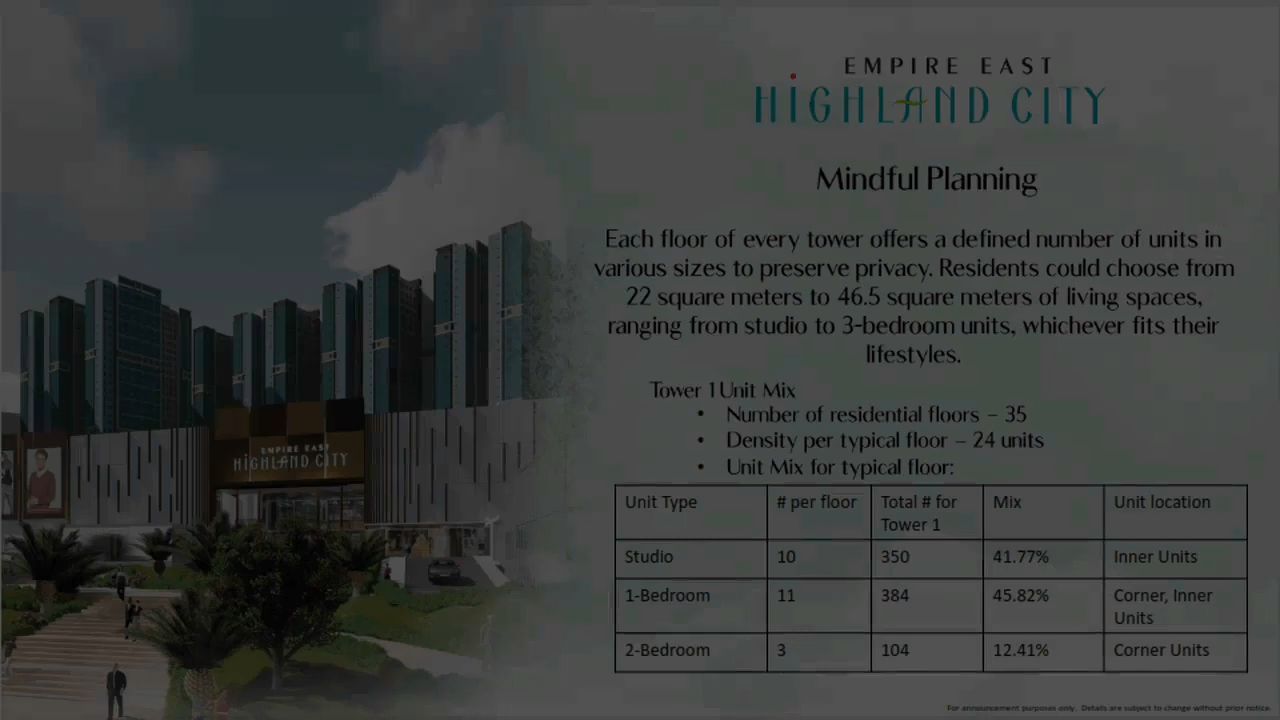 EMPIRE EAST
HIGHLAND CITY
Mindful Planning
Each floor of every tower offers a defined number of units in
various sizes to preserve privacy. Residents could choose from
22 square meters to 46.5 square meters of living spaces,
ranging from studio to 3-bedroom units, whichever fits their
lifestyles.
Tower 1 Unit Mix
• Number of residential floors – 35
• Density per typical floor – 24 units
• Unit Mix for typical floor:
Unit Type # per floor Total # for Tower 1 Mix Unit location
Studio 10 350 41.77% Inner Units
1-Bedroom 11 384 45.82% Corner, Inner Units
2-Bedroom 3 104 12.41% Corner Units
EMPIRE EAST
HIGHLAND CITY
For announcement purposes only. Details are subject to change without prior notice.